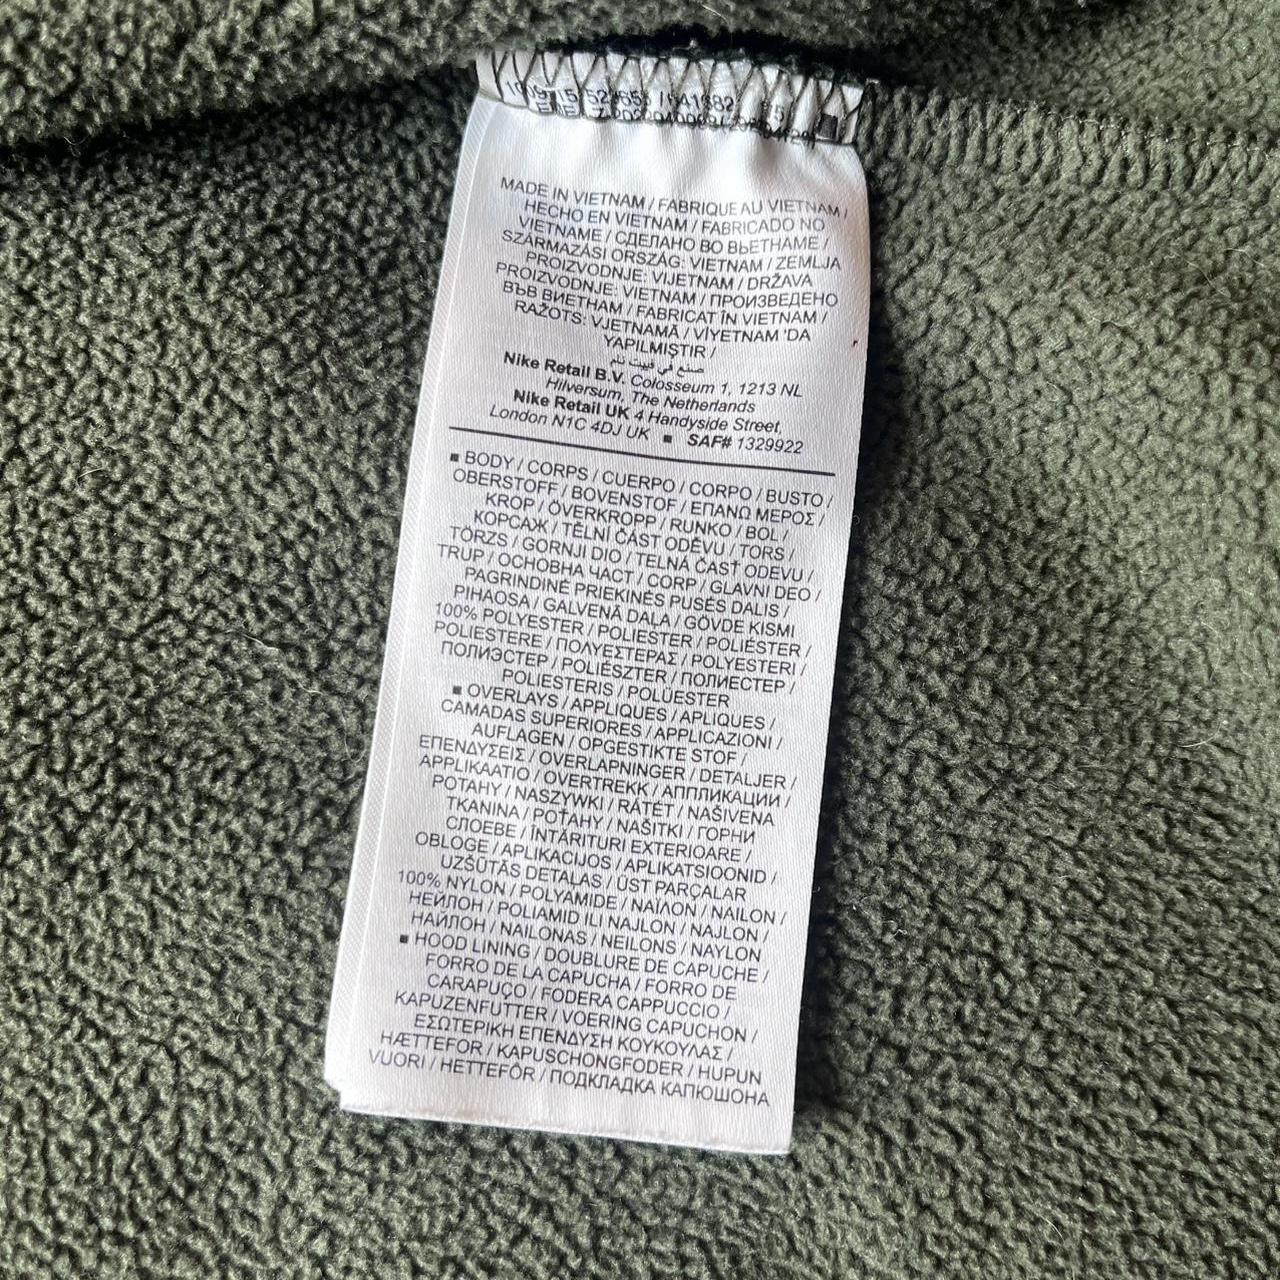 MADE IN VIETNAM / FABRIQUE AU VIETNAM /
HECHO EN VIETNAM / FABRICADO NO
VIETNAME / СДЕЛАНО ВО ВЬЕТНАМЕ /
SZÁRMAZÁSI ORSZÁG: VIETNAM / ZEMLJA
PROIZVODNJE: VIJETNAM / DRŽAVA
PROIZVODNJE: VIETNAM / ПРОИЗВЕДЕНО
ВЪВ ВИЕТНАМ / FABRICAT ÎN VIETNAM /
RAŽOTS: VJETNAMĀ / VİYETNAM 'DA
YAPILMIŞTIR /
صنع في فييت نام
Nike Retail B.V. Colosseum 1, 1213 NL
Hilversum, The Netherlands
Nike Retail UK 4 Handyside Street,
London N1C 4DJ UK ■ SAF# 1329922
■ BODY / CORPS / CUERPO / CORPO / BUSTO /
OBERSTOFF / BOVENSTOF / ΕΠΑΝΩ ΜΕΡΟΣ /
KROP / ÖVERKROPP / RUNKO / BOL /
КОРСАЖ / TĚLNÍ ČÁST ODĚVU / TORS /
TÖRZS / GORNJI DIO / TELNÁ ČASŤ ODEVU /
TRUP / ОСНОВНА ЧАСТ / CORP / GLAVNI DEO /
PAGRINDINĖ PRIEKINĖS PUSĖS DALIS /
PIHAOSA / GALVENĀ DAĻA / GÖVDE KISMI
100% POLYESTER / POLIESTER / POLIÉSTER /
POLIESTERE / ΠΟΛΥΕΣΤΕΡΑΣ / POLYESTERI /
ПОЛИЭСТЕР / POLIÉSZTER / ПОЛИЕСТЕР /
POLIESTERIS / POLÜESTER
■ OVERLAYS / APPLIQUES / APLIQUES /
CAMADAS SUPERIORES / APPLICAZIONI /
AUFLAGEN / OPGESTIKTE STOF /
ΕΠΕΝΔΥΣΕΙΣ / OVERLAPNINGER / DETALJER /
APPLIKAATIO / OVERTREKK / АППЛИКАЦИИ /
POTAHY / NASZYWKI / RÁTÉT / NAŠIVENA
TKANINA / POŤAHY / NAŠITKI / ГОРНИ
СЛОЕВЕ / ÎNTĂRITURI EXTERIOARE /
OBLOGE / APLIKACIJOS / APLIKATSIOONID /
UZŠŪTĀS DETAĻAS / ÜST PARÇALAR
100% NYLON / POLYAMIDE / ΝΑΪΛΟΝ / NAILON /
НЕЙЛОН / POLIAMID ILI NAJLON / NAJLON /
НАЙЛОН / NAILONAS / NEILONS / NAYLON
■ HOOD LINING / DOUBLURE DE CAPUCHE /
FORRO DE LA CAPUCHA / FORRO DE
CARAPUÇO / FODERA CAPPUCCIO /
KAPUZENFUTTER / VOERING CAPUCHON /
ΕΣΩΤΕΡΙΚΗ ΕΠΕΝΔΥΣΗ ΚΟΥΚΟΥΛΑΣ /
HÆTTEFOR / KAPUSCHONGFODER / HUPUN
VUORI / HETTEFÔR / ПОДКЛАДКА КАПЮШОНА